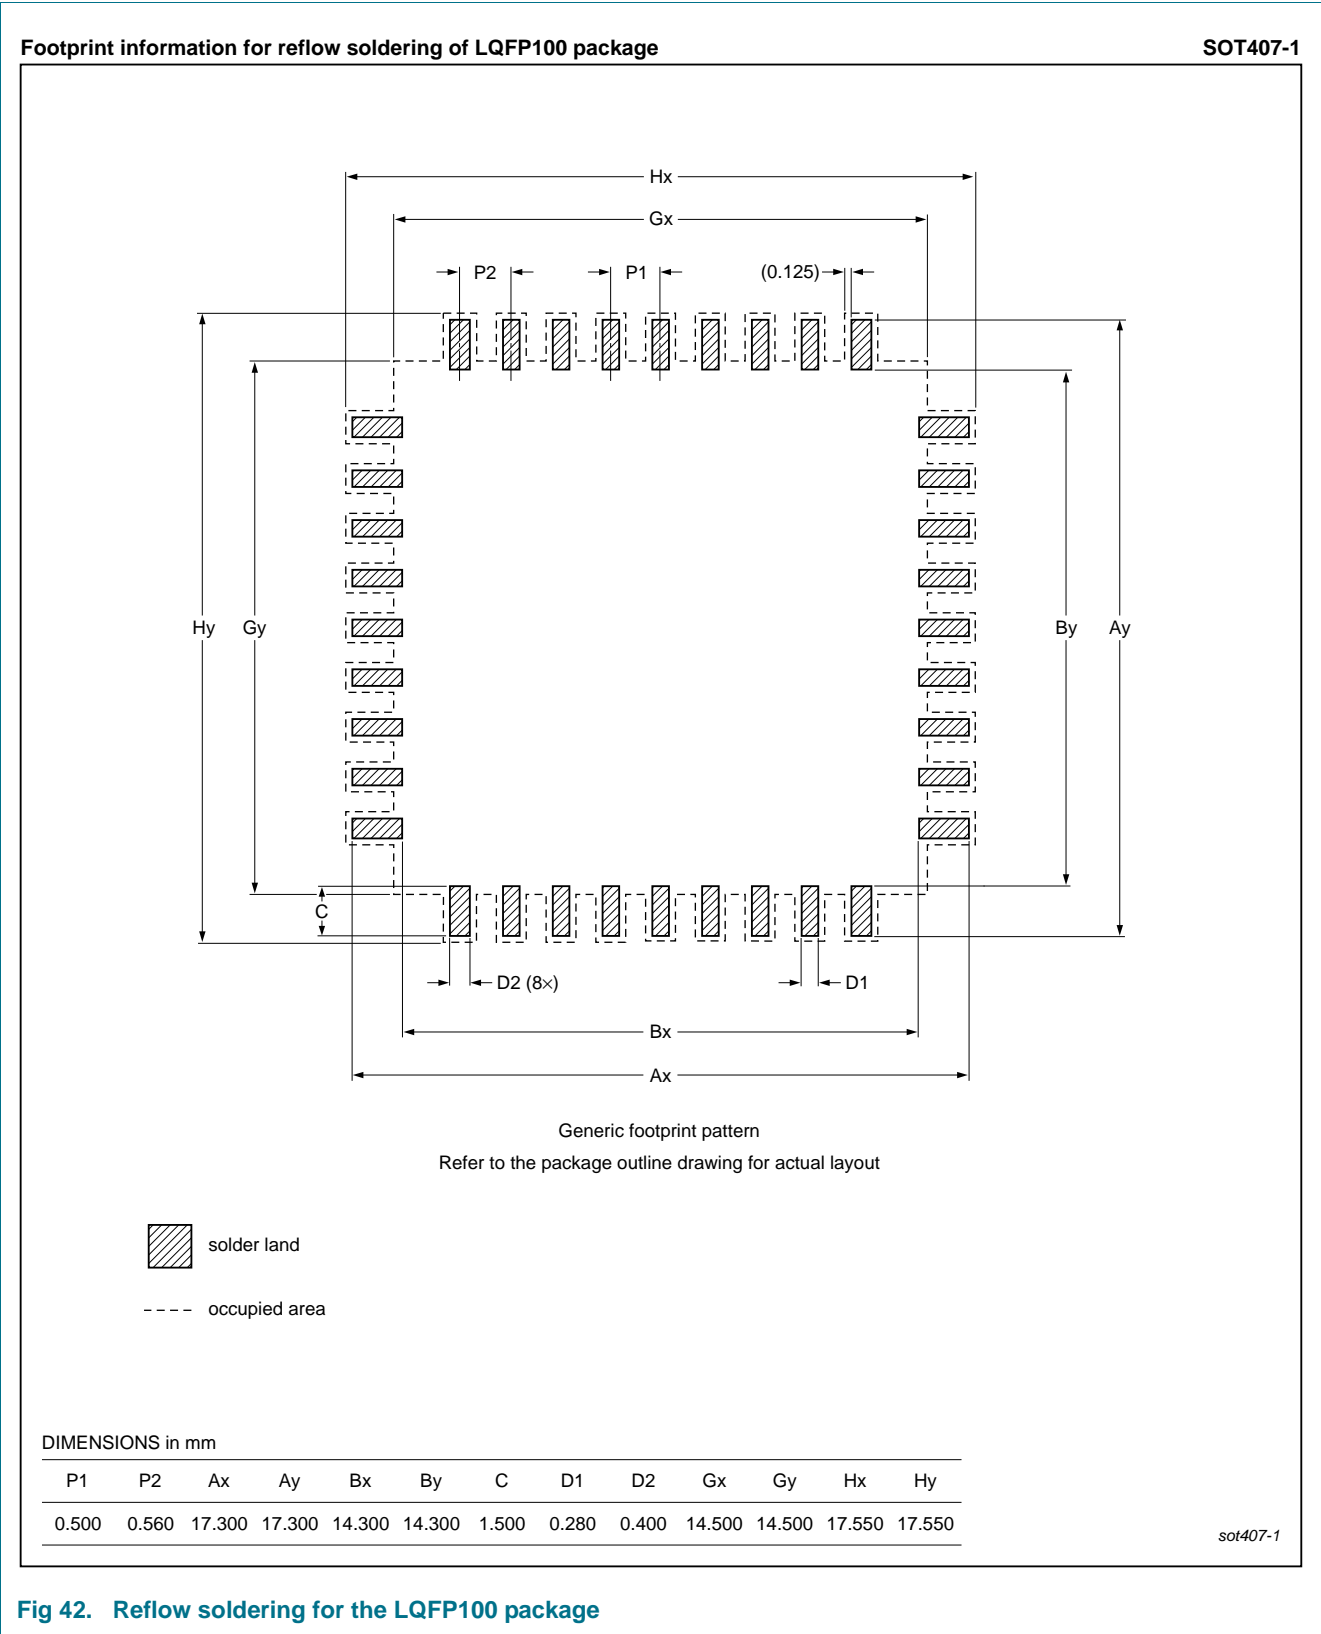 Footprint information for reflow soldering of LQFP100 package SOT407-1
Hx
Gx
P2 P1 (0.125)
Hy Gy By Ay
C
D2 (8×) D1
Bx
Ax
Generic footprint pattern
Refer to the package outline drawing for actual layout
solder land
occupied area
DIMENSIONS in mm
P1 P2 Ax Ay Bx By C D1 D2 Gx Gy Hx Hy
0.500 0.560 17.300 17.300 14.300 14.300 1.500 0.280 0.400 14.500 14.500 17.550 17.550
sot407-1
Fig 42. Reflow soldering for the LQFP100 package